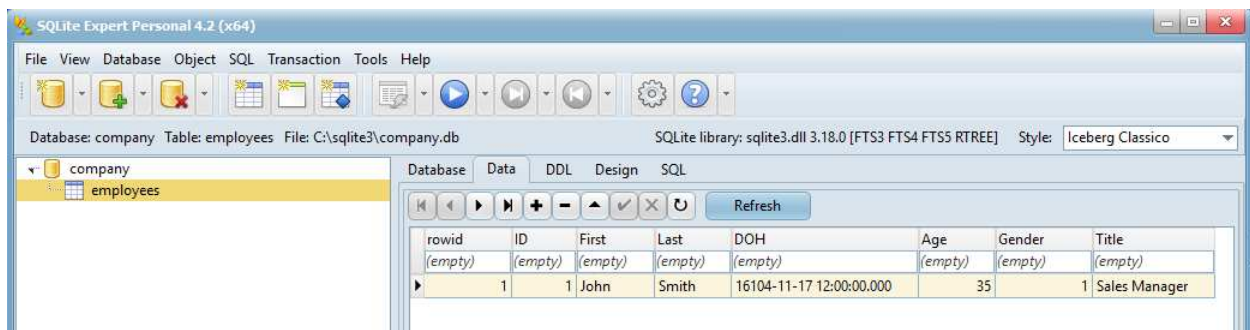 SQLite Expert Personal 4.2 (x64)
File View Database Object SQL Transaction Tools Help
Database: company Table: employees File: C:\sqlite3\company.db SQLite library: sqlite3.dll 3.18.0 [FTS3 FTS4 FTS5 RTREE] Style: Iceberg Classico
company
employees
Database Data DDL Design SQL
Refresh
rowid ID First Last DOH Age Gender Title
(empty) (empty) (empty) (empty) (empty) (empty) (empty) (empty)
1 1 John Smith 16104-11-17 12:00:00.000 35 1 Sales Manager